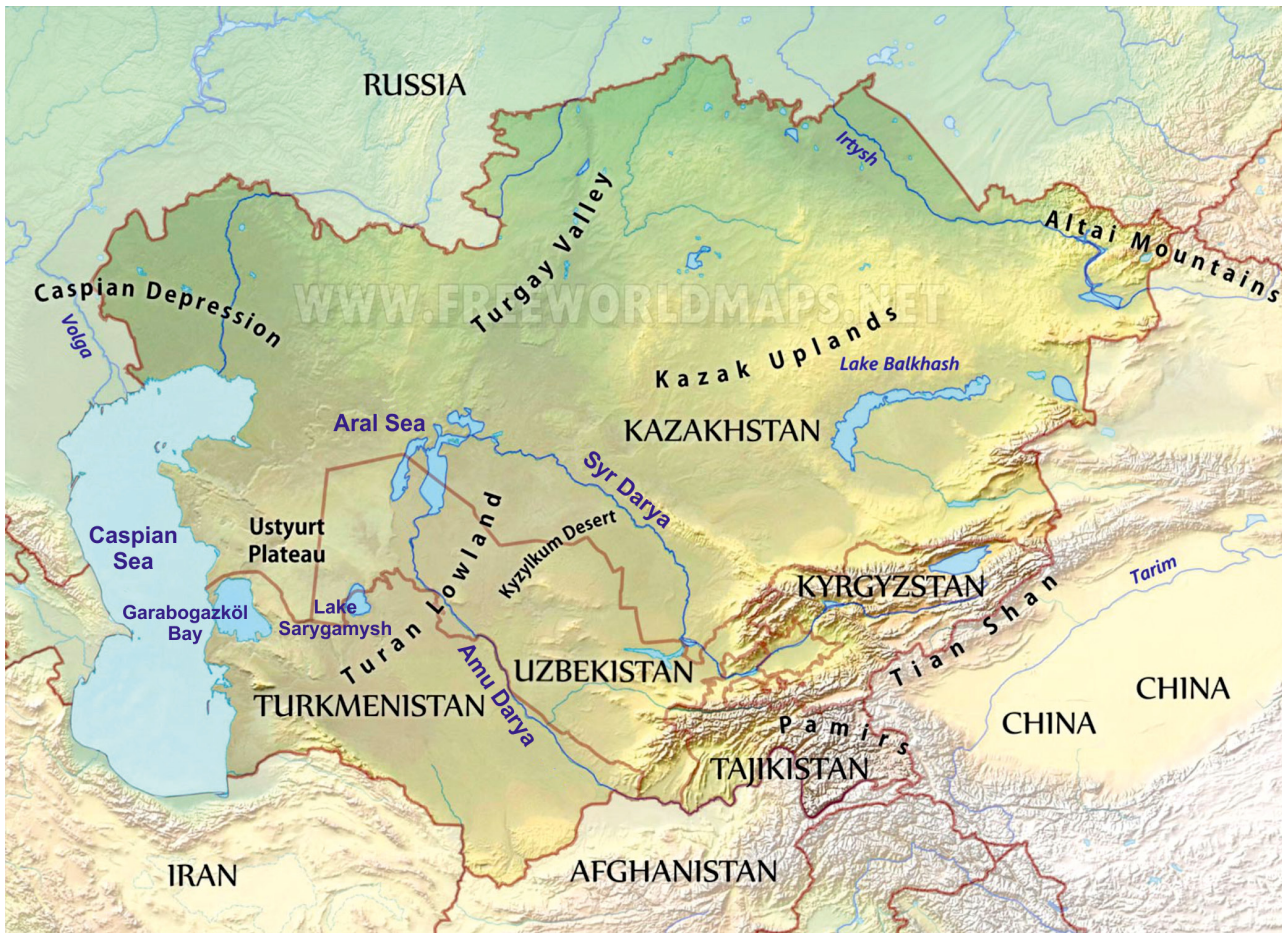 RUSSIA
Irtysh
Turgay Valley
Altai Mountains
Caspian Depression
WWW.FREEWORLDMAPS.NET
Volga
Kazak Uplands
Lake Balkhash
Aral Sea
KAZAKHSTAN
Syr Darya
Ustyurt
Plateau
Caspian
Sea
Kyzylkum Desert
Turan Lowland
KYRGYZSTAN
Tarim
Garabogazköl
Bay
Lake
Sarygamysh
Tian Shan
UZBEKISTAN
Amu Darya
TURKMENISTAN
CHINA
CHINA
Pamirs
TAJIKISTAN
IRAN
AFGHANISTAN